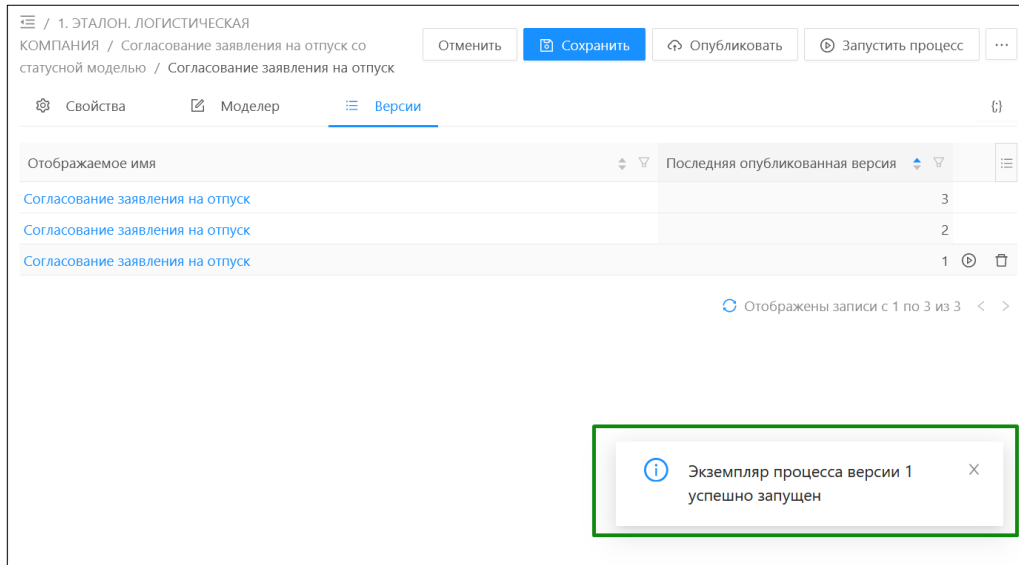 / 1. ЭТАЛОН. ЛОГИСТИЧЕСКАЯ
КОМПАНИЯ / Согласование заявления на отпуск со
статусной моделью / Согласование заявления на отпуск
Отменить Сохранить Опубликовать Запустить процесс ...
Свойства Моделер Версии {;}
Отображаемое имя Последняя опубликованная версия
Согласование заявления на отпуск 3
Согласование заявления на отпуск 2
Согласование заявления на отпуск 1
Отображены записи с 1 по 3 из 3 < >
Экземпляр процесса версии 1
успешно запущен